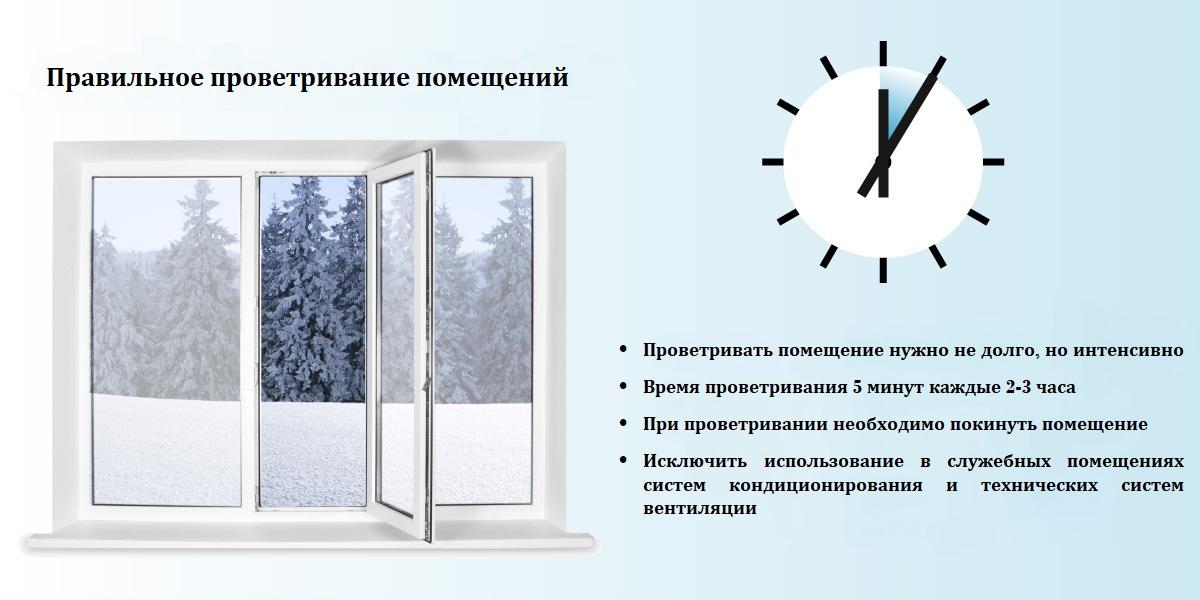 Правильное проветривание помещений
• Проветривать помещение нужно не долго, но интенсивно
• Время проветривания 5 минут каждые 2-3 часа
• При проветривании необходимо покинуть помещение
• Исключить использование в служебных помещениях
систем кондиционирования и технических систем
вентиляции